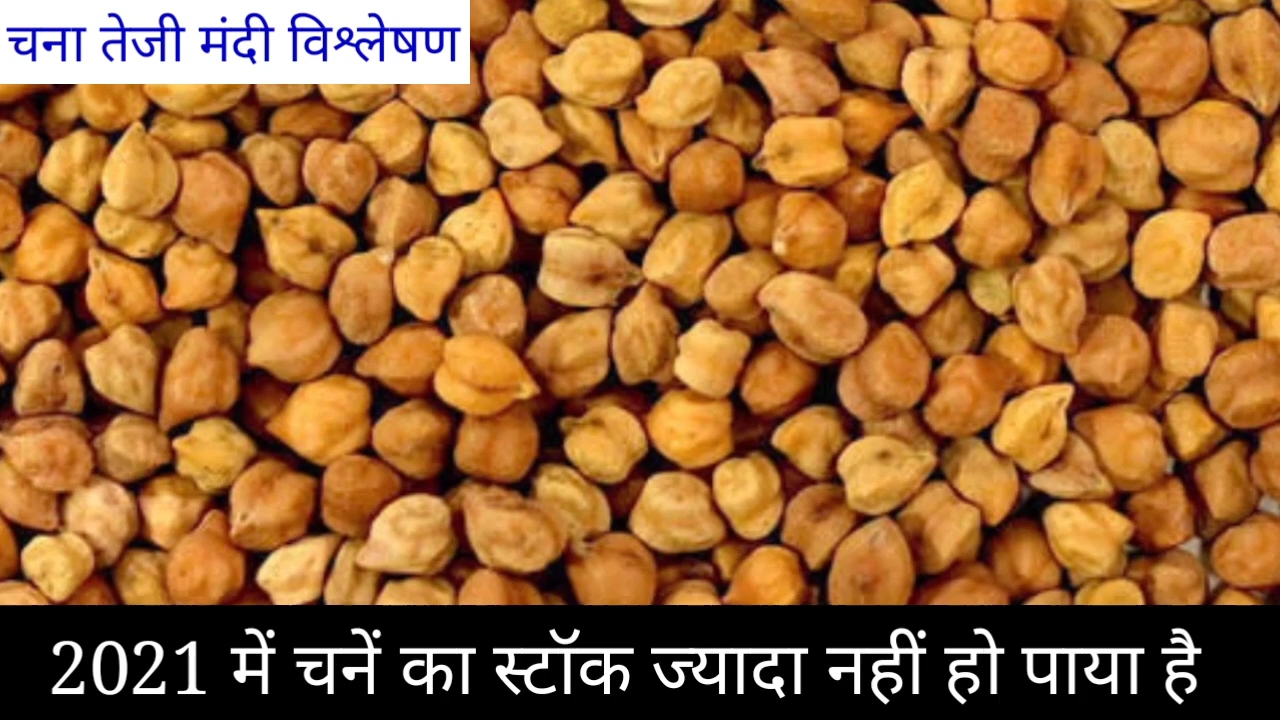 चना तेजी मंदी विश्लेषण
2021 में चनें का स्टॉक ज्यादा नहीं हो पाया है